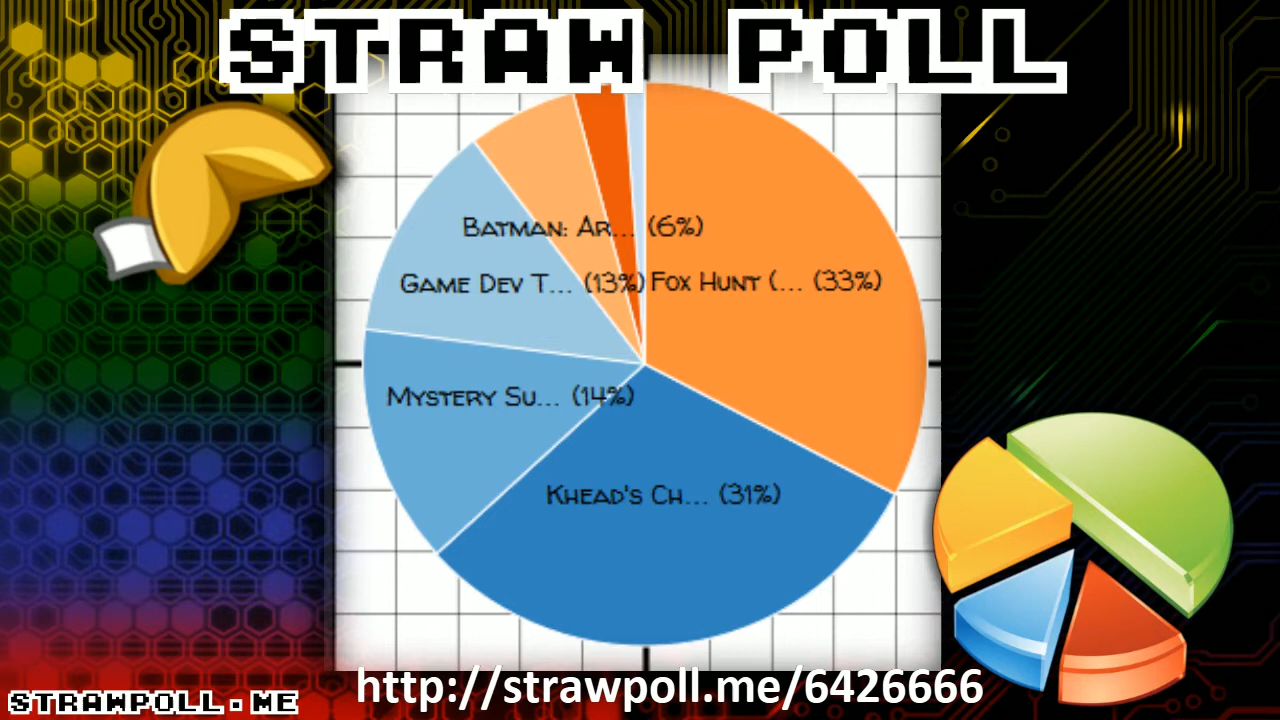 STRAW POLL
BATMAN: AR... (6%)
GAME DEV T... (13%)
FOX HUNT (... (33%)
MYSTERY SU... (14%)
KHEAD'S CH... (31%)
http://strawpoll.me/6426666
STRAWPOLL.ME